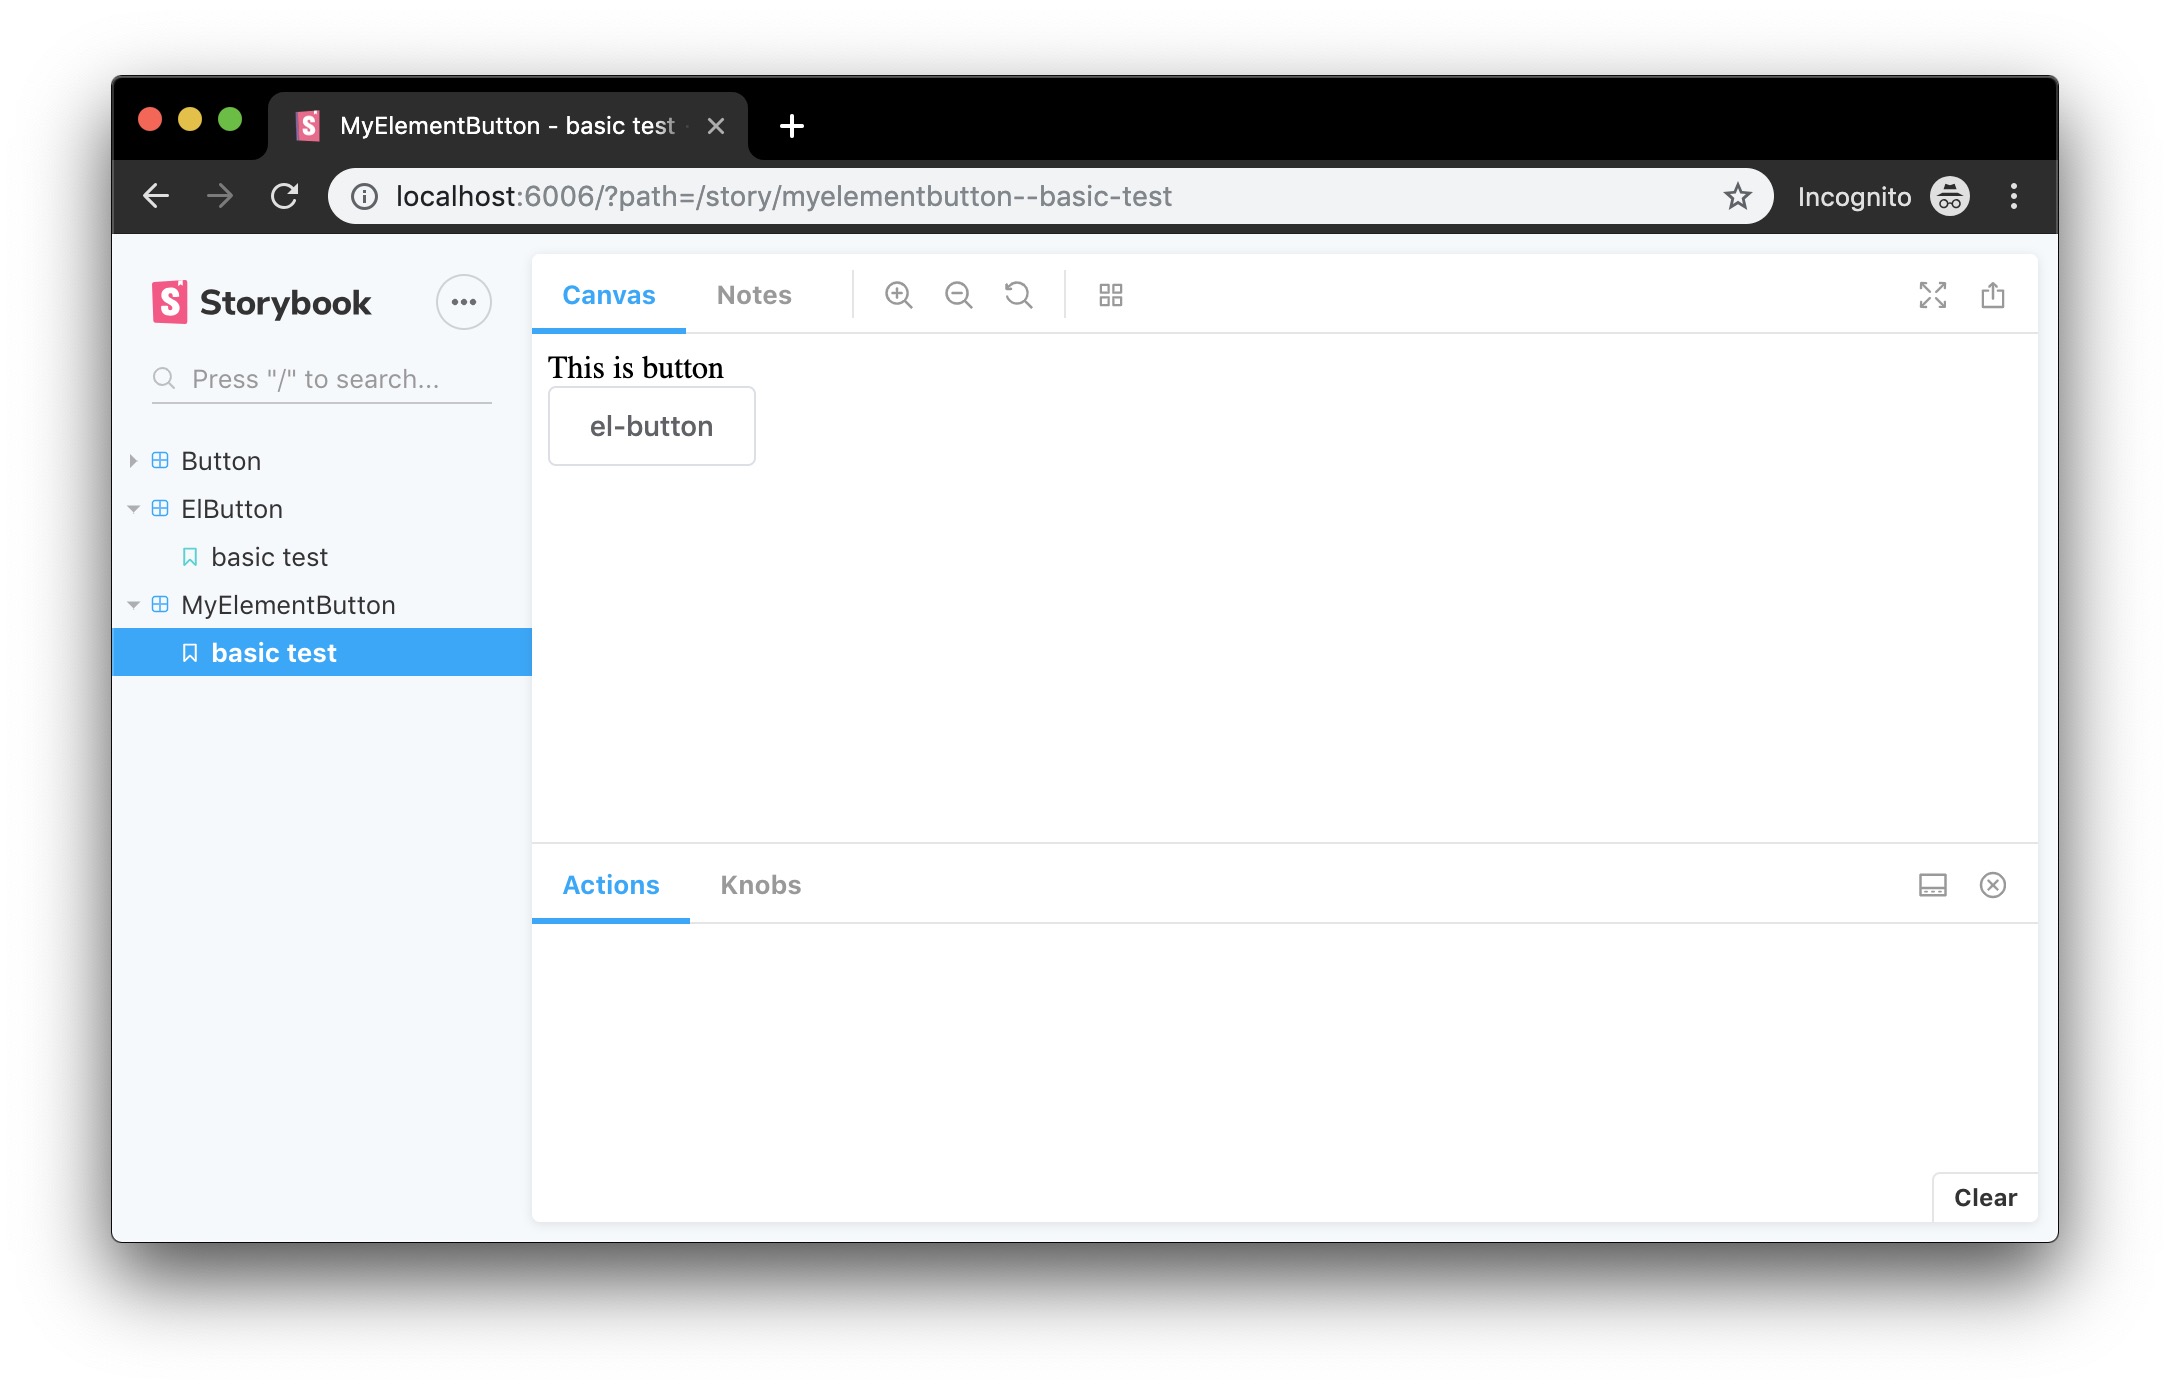 MyElementButton - basic test
localhost:6006/?path=/story/myelementbutton--basic-test
Incognito
Storybook
Press "/" to search...
Button
ElButton
basic test
MyElementButton
basic test
Canvas
Notes
This is button
el-button
Actions
Knobs
Clear